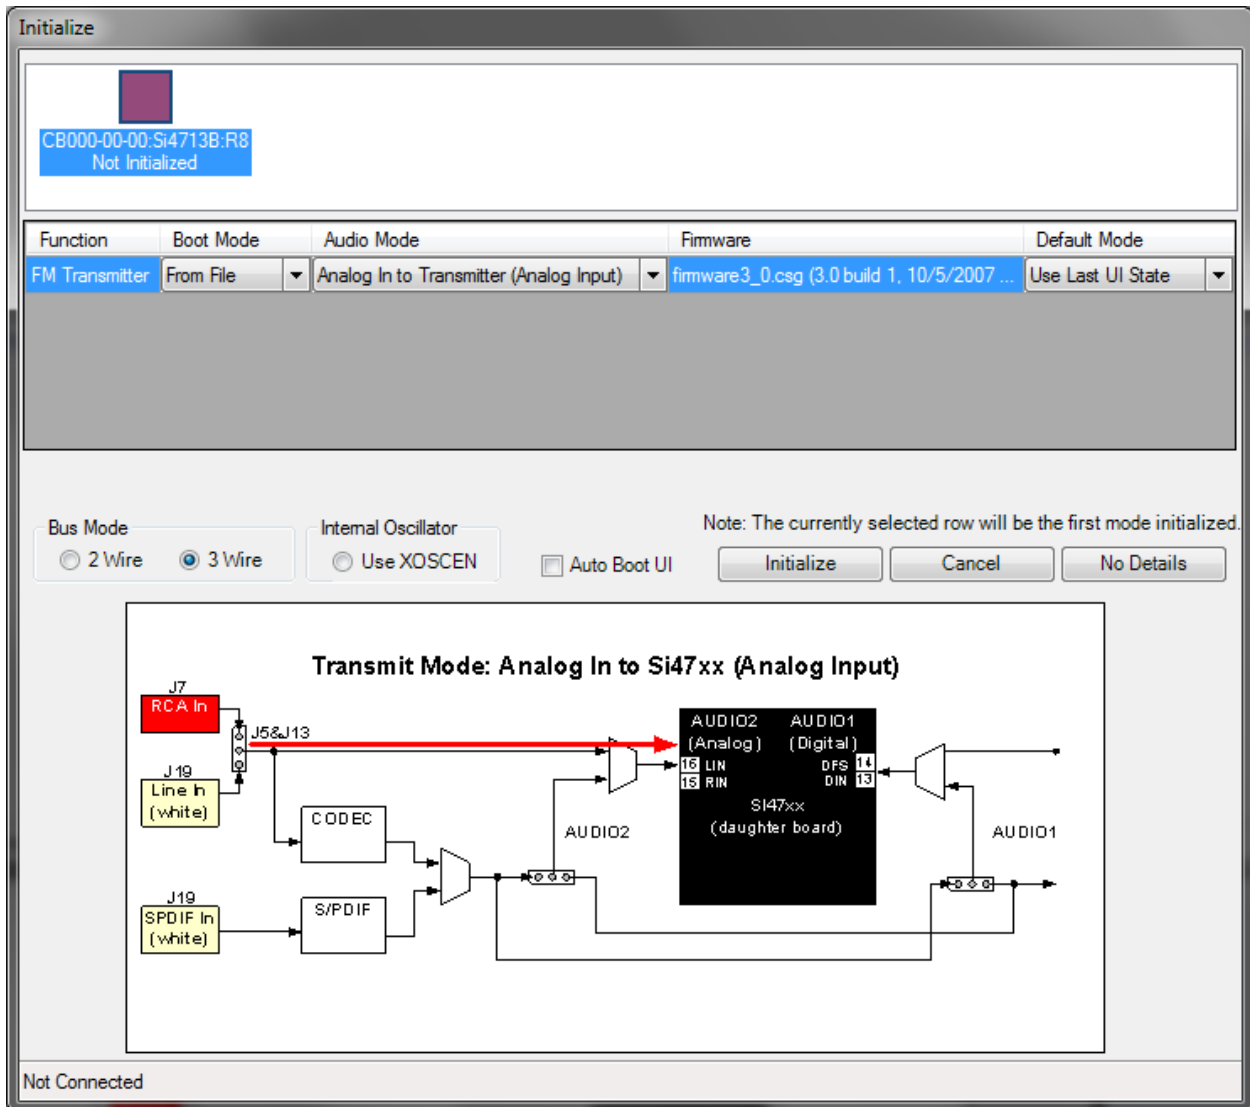 Initialize
CB000-00-00:Si4713B:R8
Not Initialized
Function Boot Mode Audio Mode Firmware Default Mode
FM Transmitter From File Analog In to Transmitter (Analog Input) firmware3_0.csg (3.0 build 1, 10/5/2007 ... Use Last UI State
Note: The currently selected row will be the first mode initialized.
Bus Mode
2 Wire 3 Wire
Internal Oscillator
Use XOSCEN
Auto Boot UI
Initialize Cancel No Details
Transmit Mode: Analog In to Si47xx (Analog Input)
J7
RCA In
J5&J13
J19
Line In
(white)
CODEC
J19
SPDIF In
(white)
S/PDIF
AUDIO2
AUDIO2 AUDIO1
(Analog) (Digital)
16 LIN DFS 14
15 RIN DIN 13
SI47xx
(daughter board)
AUDIO1
Not Connected